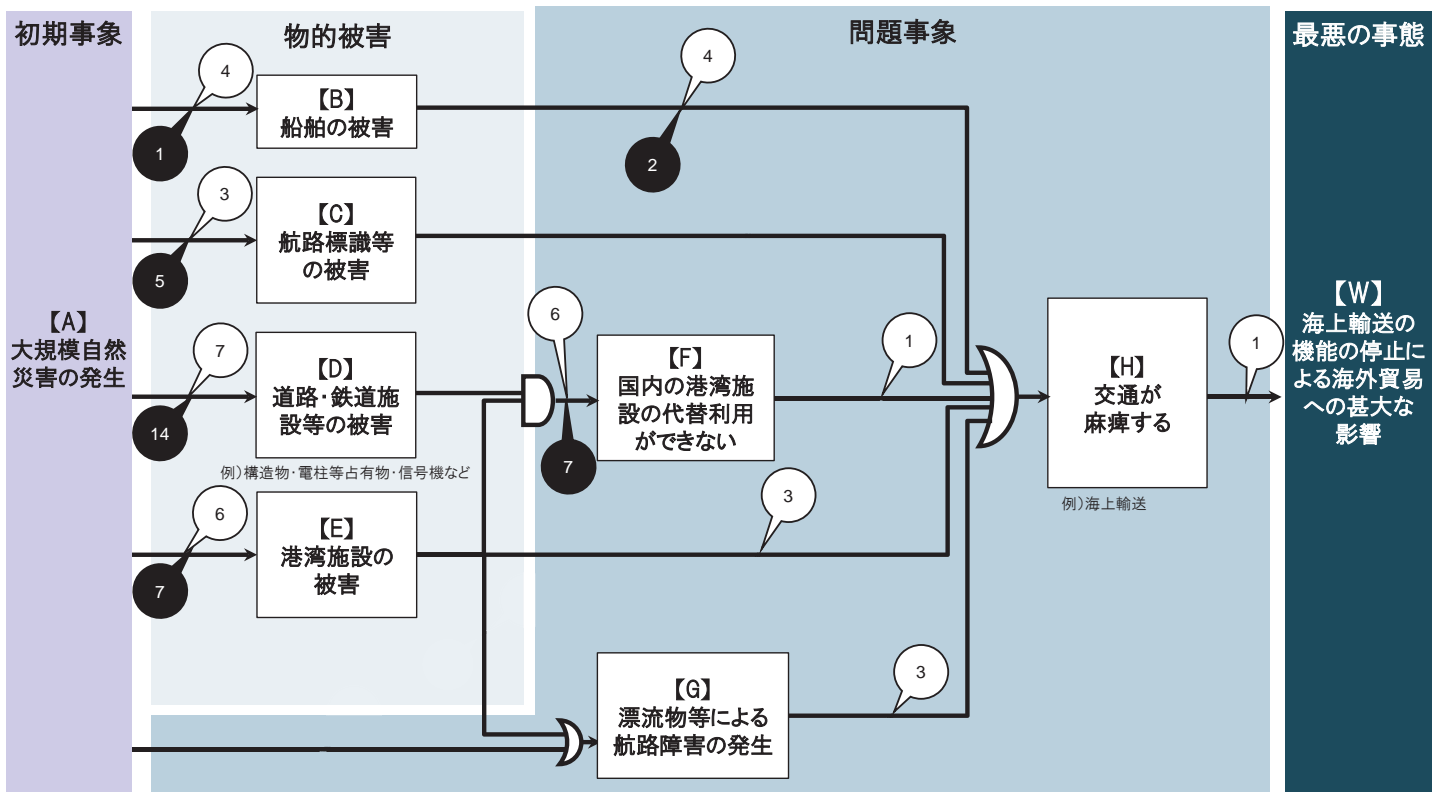 初期事象
物的被害
問題事象
最悪の事態
【A】
大規模自然
災害の発生
4
1
【B】
船舶の被害
4
2
3
5
【C】
航路標識等
の被害
7
14
【D】
道路・鉄道施
設等の被害
例）構造物・電柱等占有物・信号機など
6
7
【E】
港湾施設の
被害
6
7
【F】
国内の港湾施
設の代替利用
ができない
1
3
【G】
漂流物等による
航路障害の発生
3
【H】
交通が
麻痺する
例）海上輸送
1
【W】
海上輸送の
機能の停止に
よる海外貿易
への甚大な
影響